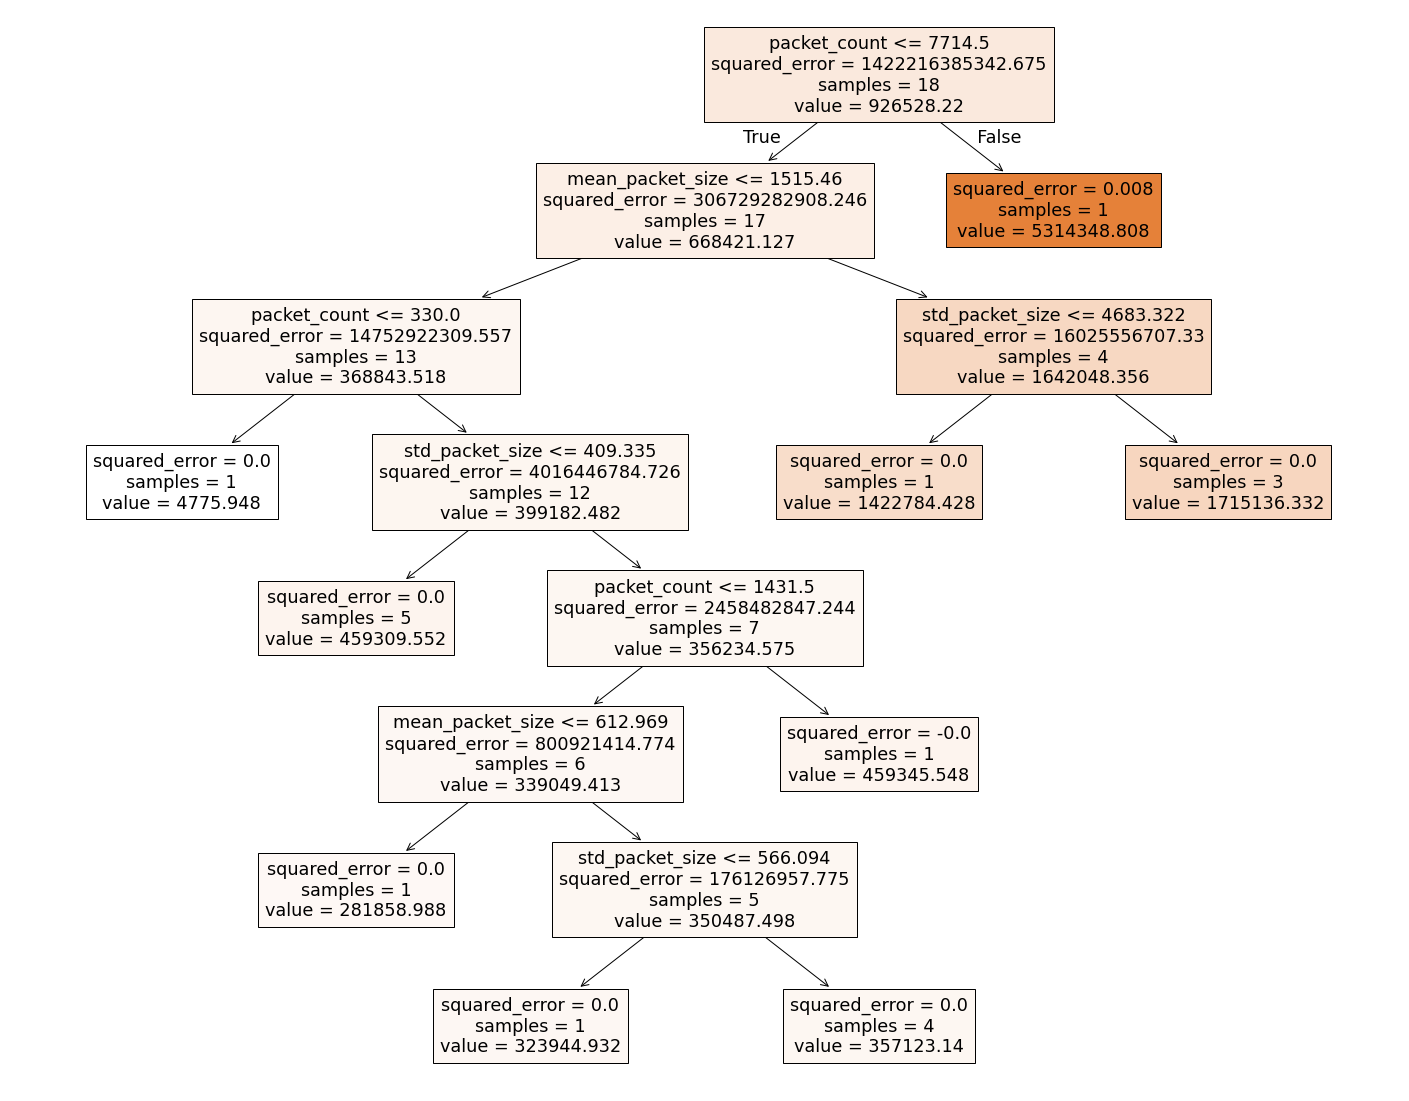 packet_count <= 7714.5
squared_error = 1422216385342.675
samples = 18
value = 926528.22
True
False
mean_packet_size <= 1515.46
squared_error = 306729282908.246
samples = 17
value = 668421.127
squared_error = 0.008
samples = 1
value = 5314348.808
packet_count <= 330.0
squared_error = 14752922309.557
samples = 13
value = 368843.518
std_packet_size <= 4683.322
squared_error = 16025556707.33
samples = 4
value = 1642048.356
squared_error = 0.0
samples = 1
value = 4775.948
std_packet_size <= 409.335
squared_error = 4016446784.726
samples = 12
value = 399182.482
squared_error = 0.0
samples = 1
value = 1422784.428
squared_error = 0.0
samples = 3
value = 1715136.332
squared_error = 0.0
samples = 5
value = 459309.552
packet_count <= 1431.5
squared_error = 2458482847.244
samples = 7
value = 356234.575
mean_packet_size <= 612.969
squared_error = 800921414.774
samples = 6
value = 339049.413
squared_error = -0.0
samples = 1
value = 459345.548
squared_error = 0.0
samples = 1
value = 281858.988
std_packet_size <= 566.094
squared_error = 176126957.775
samples = 5
value = 350487.498
squared_error = 0.0
samples = 1
value = 323944.932
squared_error = 0.0
samples = 4
value = 357123.14